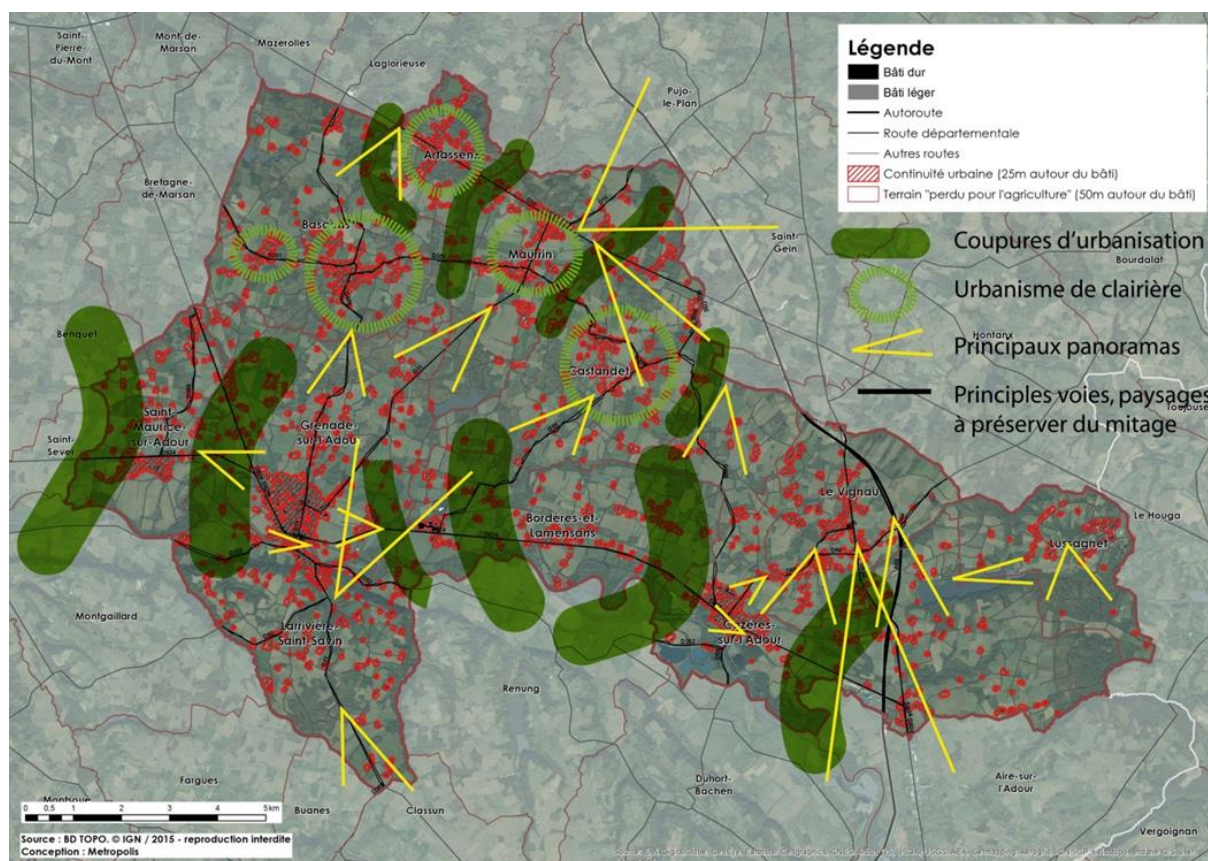 Saint-
Pierre-
du-Mont
Mont-de-
Marsan
Mazerolles
Laglorieuse
Pujo-
le-Plan
Légende
Bâti dur
Bâti léger
Autoroute
Route départementale
Autres routes
Continuité urbaine (25m autour du bâti)
Terrain "perdu pour l'agriculture" (50m autour du bâti)
Artassenx
Bretagne-
de-Marsan
Bascons
Maurrin
Saint-
Gein
Coupures d'urbanisation
Bourdalat
Urbanisme de clairière
Hontanx
Principaux panoramas
Principles voies, paysages
à préserver du mitage
Toujouse
Benquet
Castandet
Saint-
Maurice-
sur-Adour
Grenade-
sur-l'Adour
Saint-
Sever
Le Vignau
Bordères-et-
Lamensans
Le Houga
Lussagnet
Montgaillard
Larrivière-
Saint-Savin
Cazères-
sur-l'Adour
Renung
Fargues
Duhort-
Bachen
Aire-sur-
l'Adour
Buanes
Classun
Vergoignan
0 0,5 1 2 3 4 5km
Source : BD TOPO. © IGN / 2015 - reproduction interdite
Conception : Metropolis